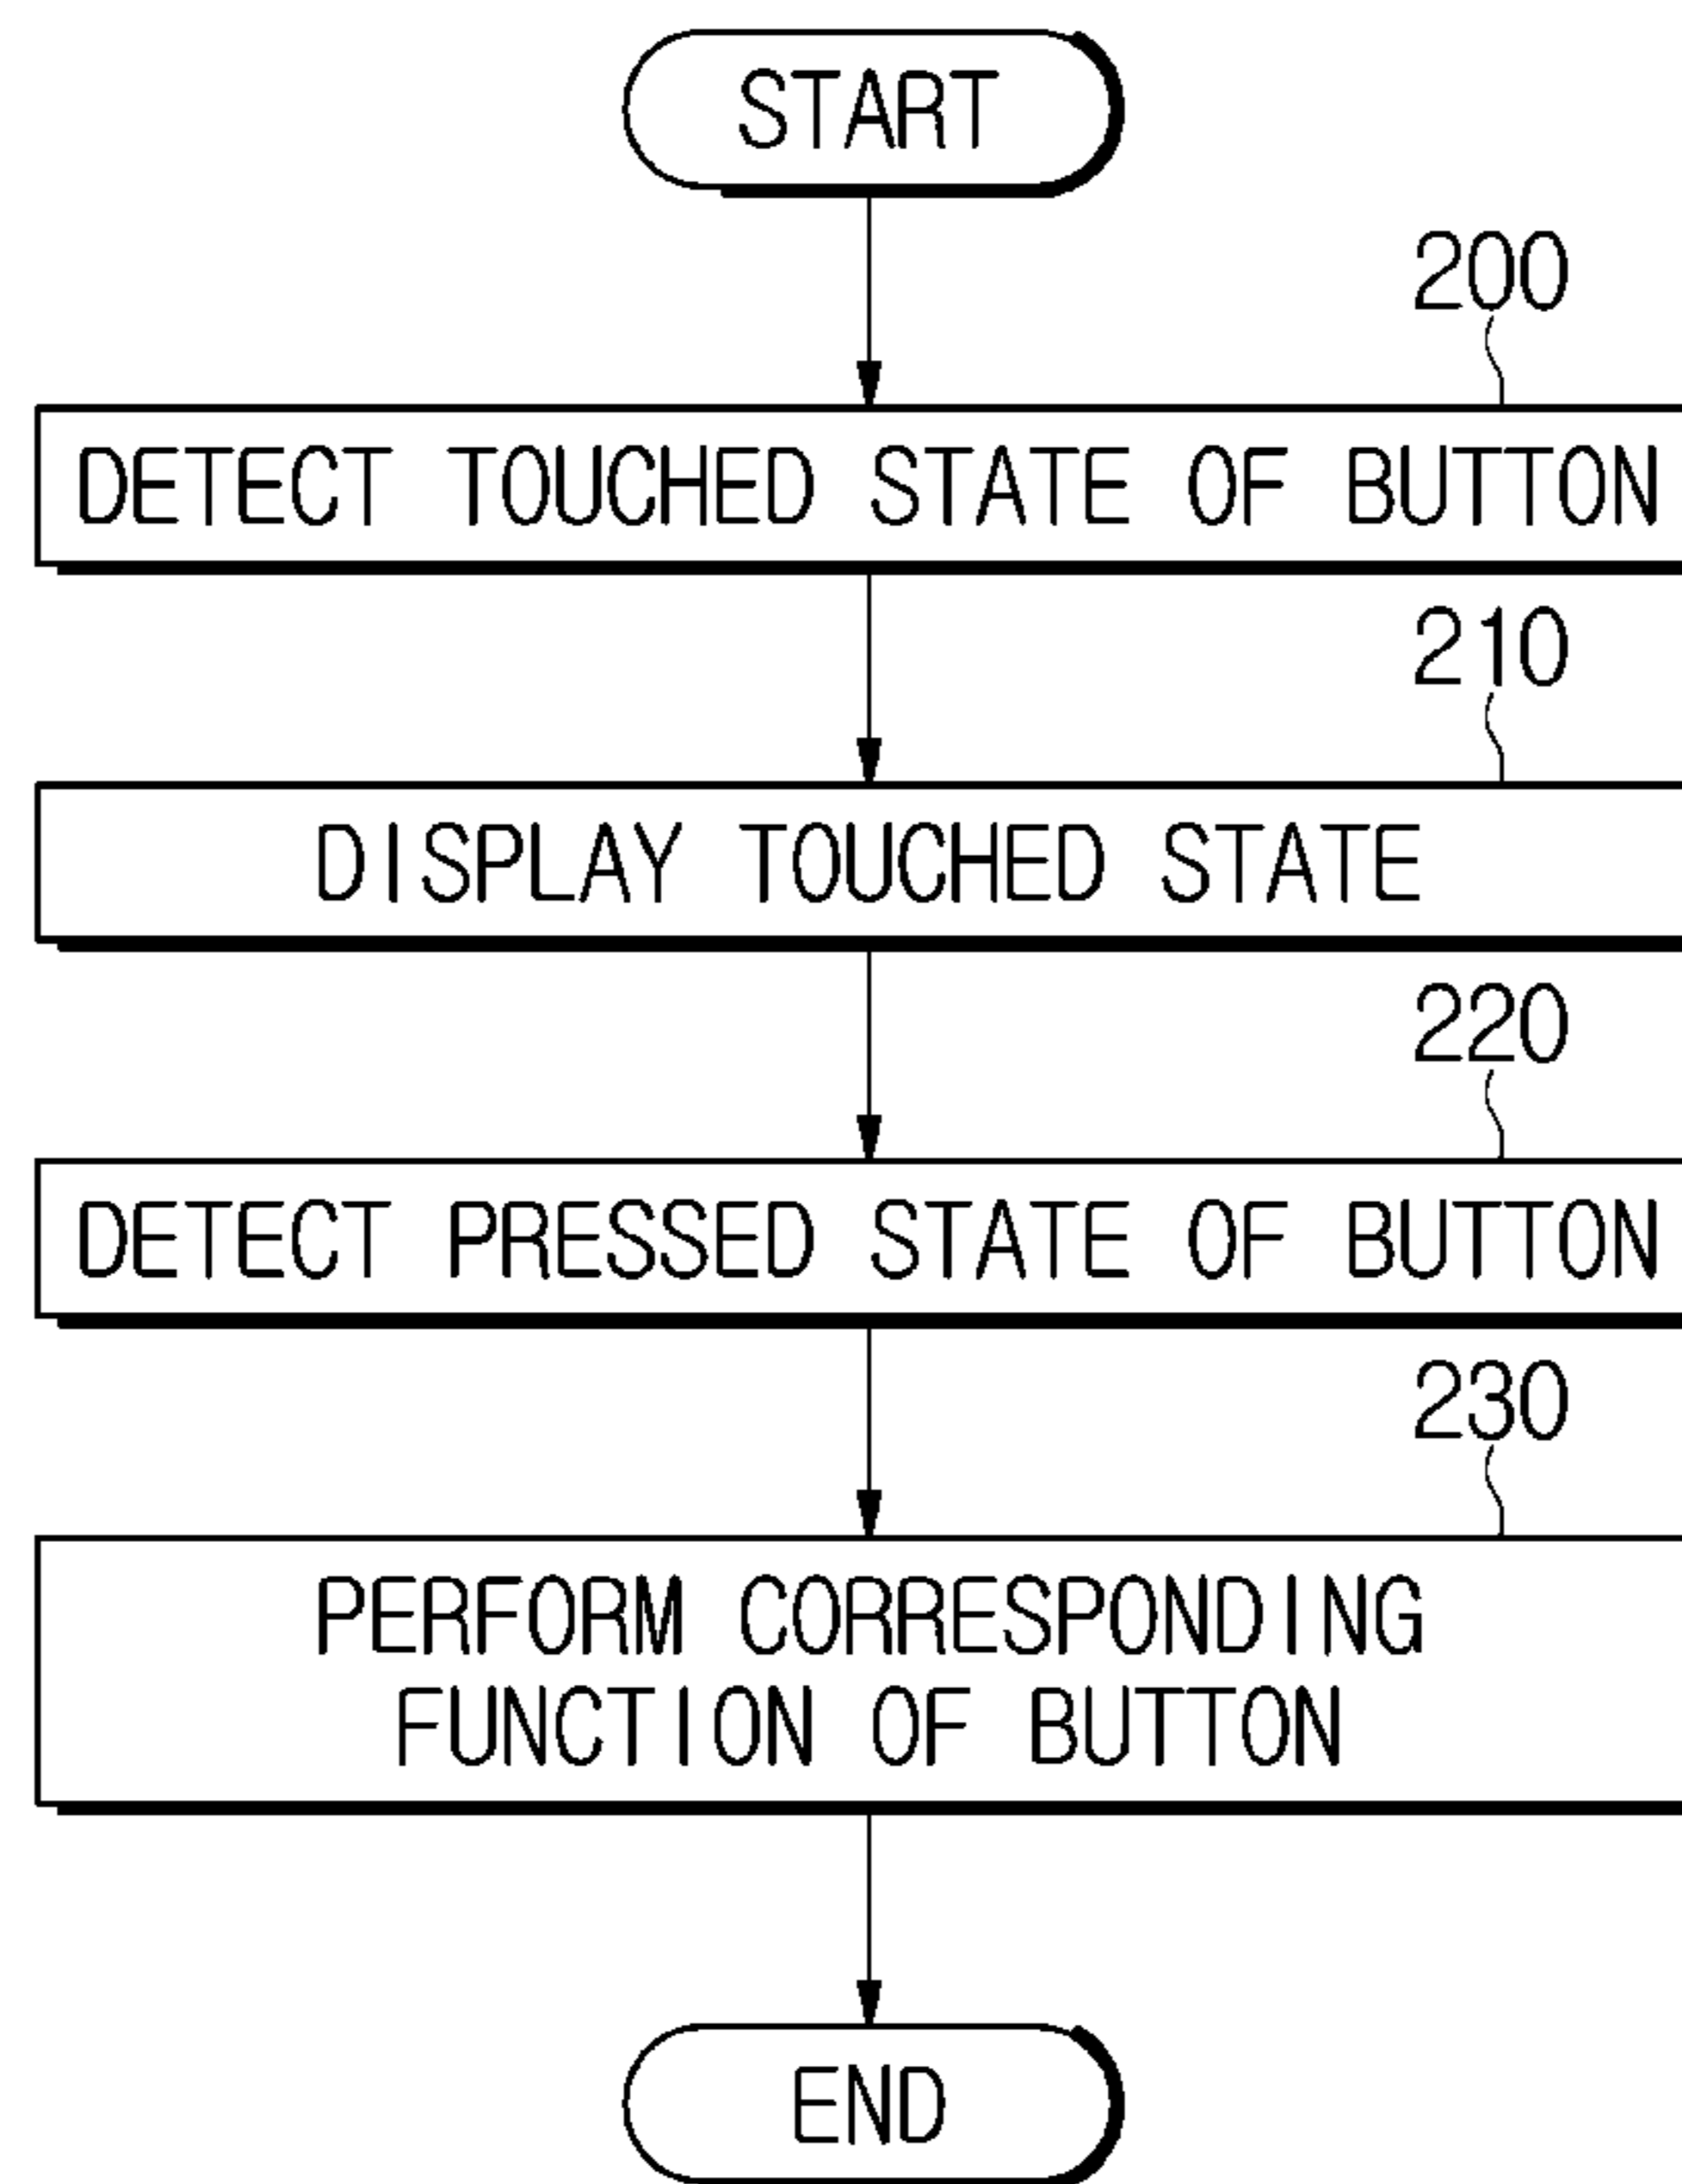 START
200
DETECT TOUCHED STATE OF BUTTON
210
DISPLAY TOUCHED STATE
220
DETECT PRESSED STATE OF BUTTON
230
PERFORM CORRESPONDING
FUNCTION OF BUTTON
END